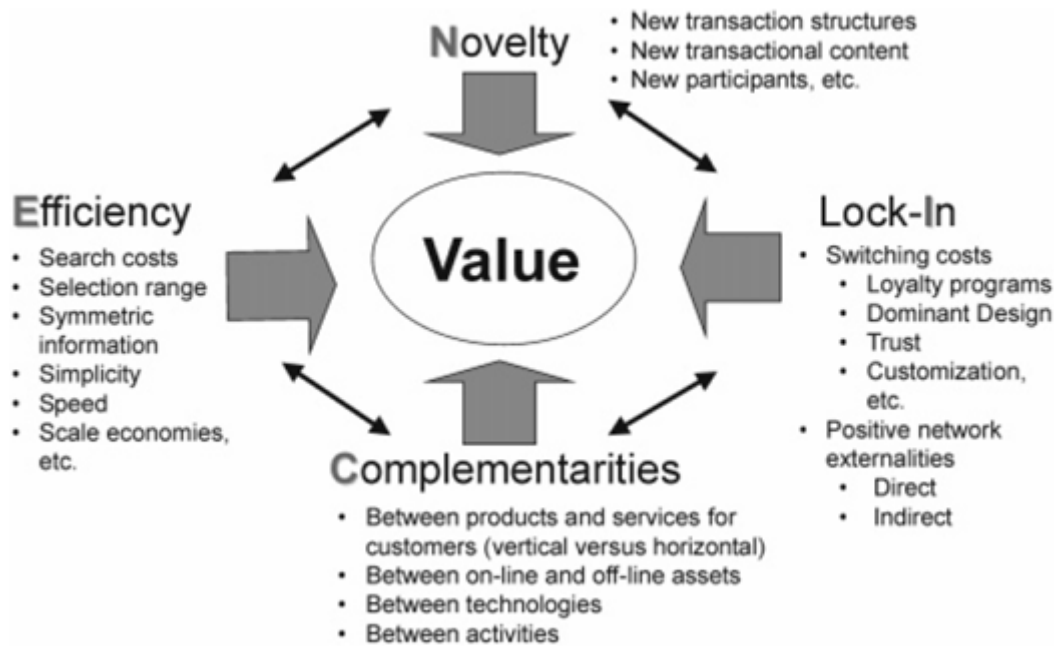 Novelty
• New transaction structures
• New transactional content
• New participants, etc.
Efficiency
• Search costs
• Selection range
• Symmetric
information
• Simplicity
• Speed
• Scale economies,
etc.
Value
Lock-In
• Switching costs
• Loyalty programs
• Dominant Design
• Trust
• Customization,
etc.
• Positive network
externalities
• Direct
• Indirect
Complementarities
• Between products and services for
customers (vertical versus horizontal)
• Between on-line and off-line assets
• Between technologies
• Between activities